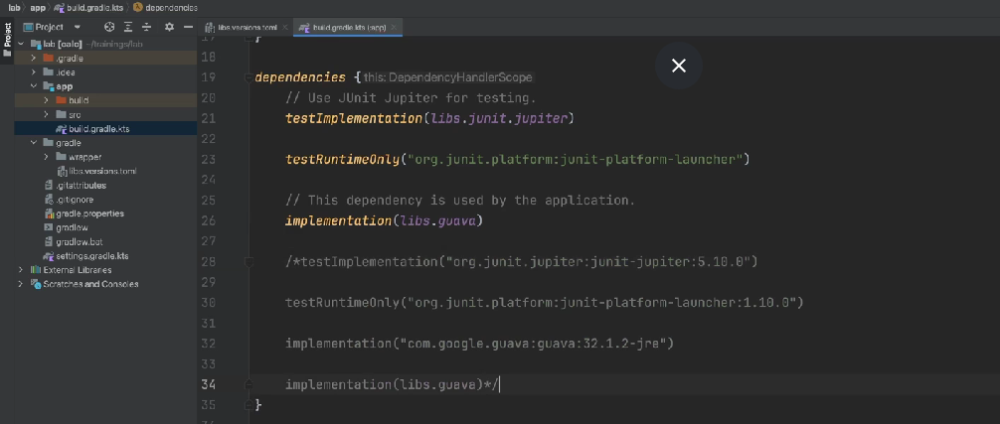 lab app build.gradle.kts dependencies
Project
Project
libs.versions.toml
build.gradle.kts (app)
lab [calc] ~/trainings/lab
.gradle
.idea
app
build
src
build.gradle.kts
gradle
wrapper
libs.versions.toml
.gitattributes
.gitignore
gradle.properties
gradlew
gradlew.bat
settings.gradle.kts
External Libraries
Scratches and Consoles
17 }
18
19 dependencies { this: DependencyHandlerScope
20 // Use JUnit Jupiter for testing.
21 testImplementation(libs.junit.jupiter)
22
23 testRuntimeOnly("org.junit.platform:junit-platform-launcher")
24
25 // This dependency is used by the application.
26 implementation(libs.guava)
27
28 /*testImplementation("org.junit.jupiter:junit-jupiter:5.10.0")
29
30 testRuntimeOnly("org.junit.platform:junit-platform-launcher:1.10.0")
31
32 implementation("com.google.guava:guava:32.1.2-jre")
33
34 implementation(libs.guava)*/
35 }